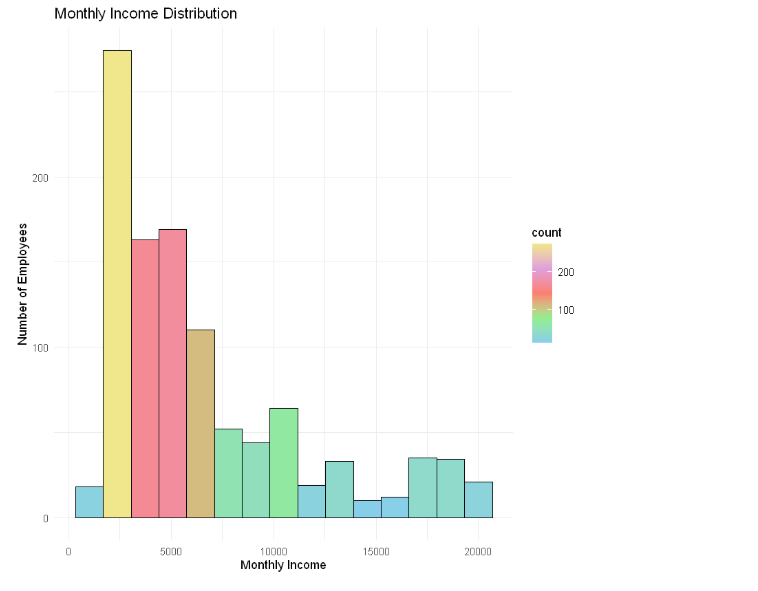 Monthly Income Distribution
Number of Employees
200
100
0
0 5000 10000 15000 20000
Monthly Income
count
200
100